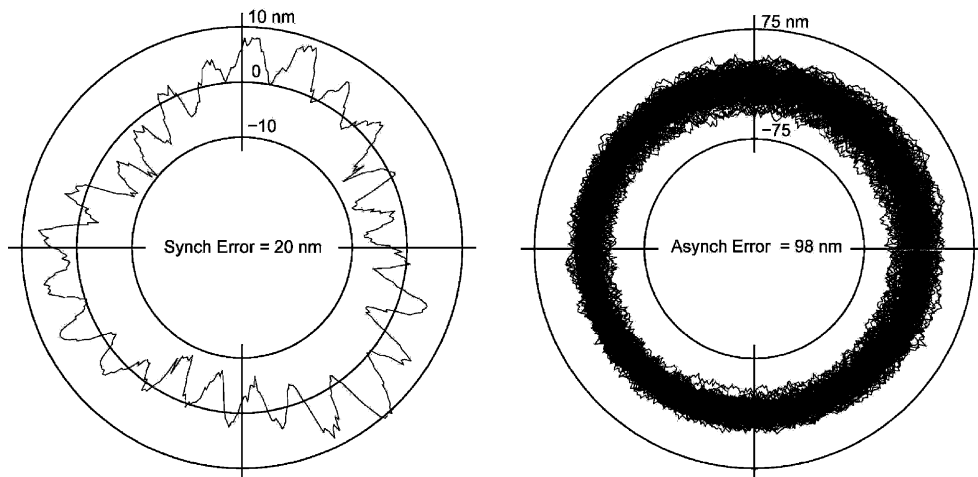 10 nm
0
−10
Synch Error = 20 nm
75 nm
−75
Asynch Error = 98 nm